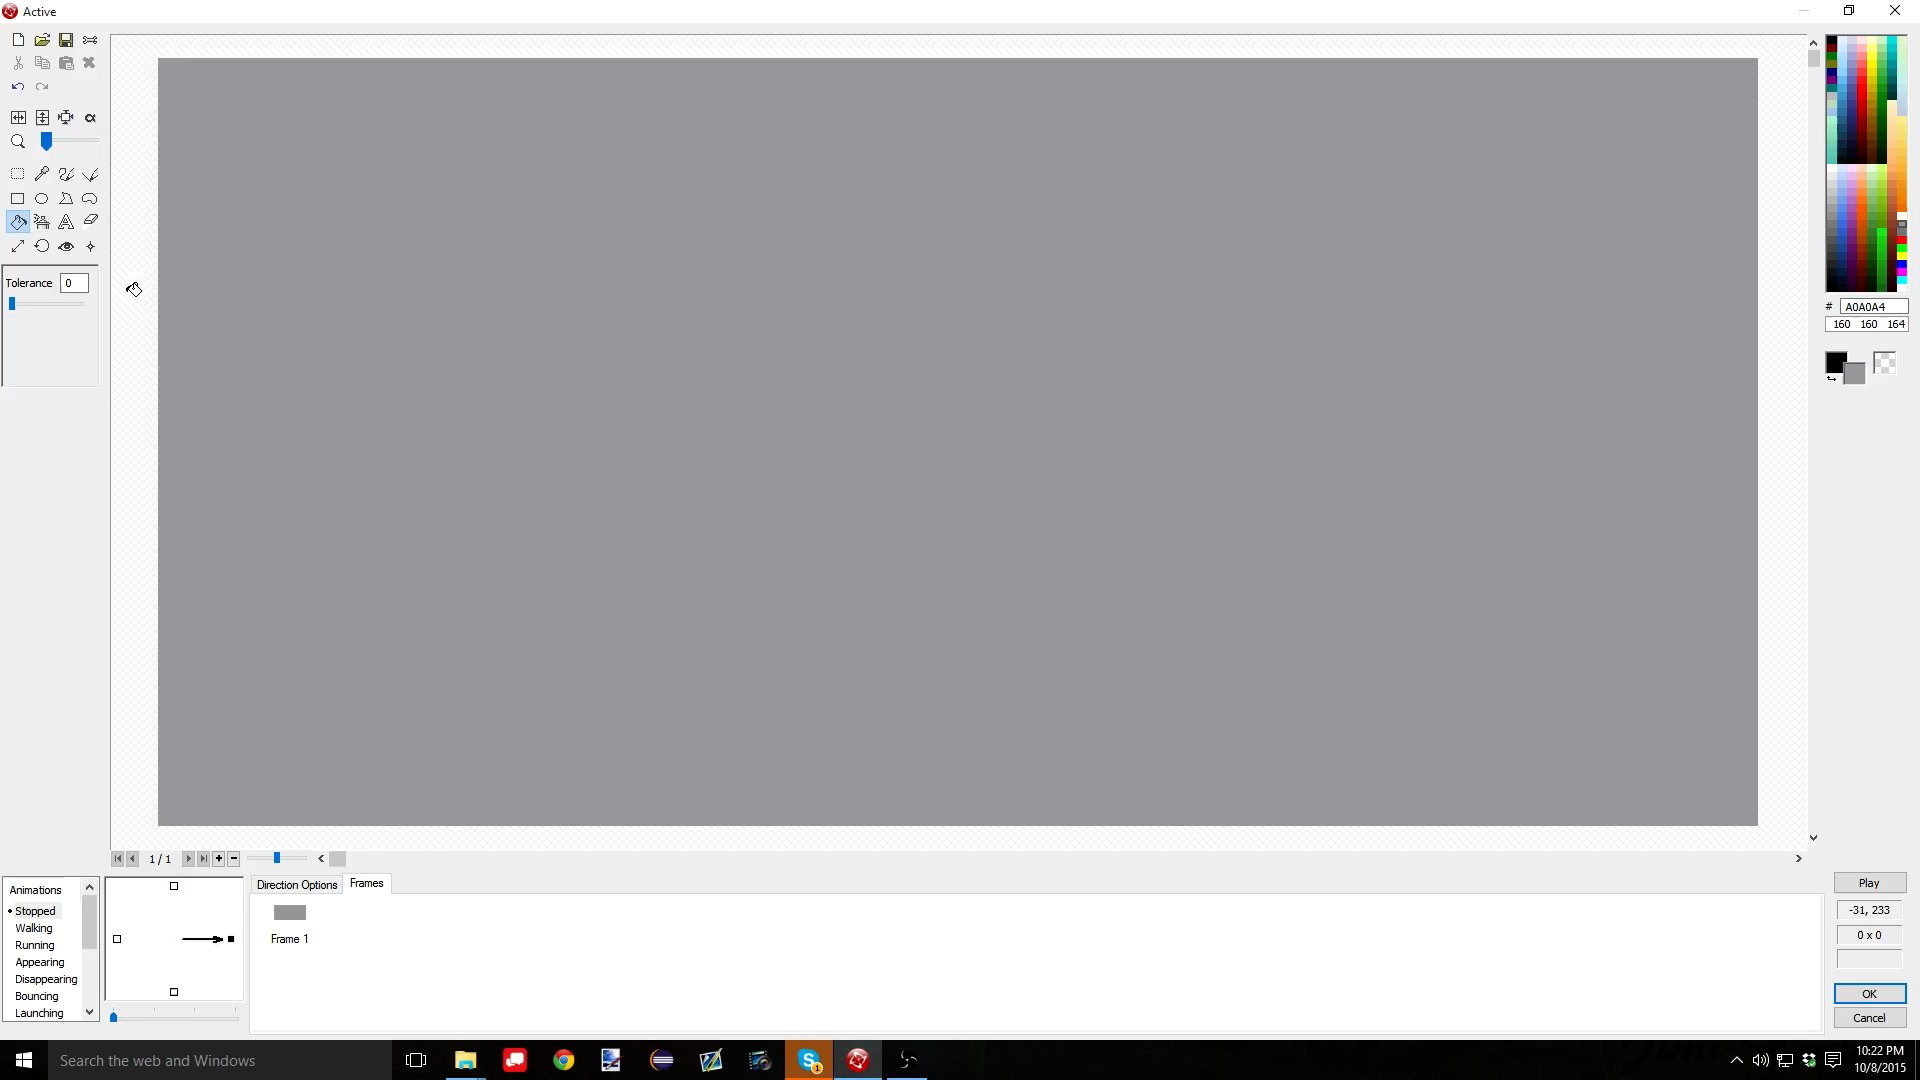 Active
Tolerance 0
# A0A0A4
160 160 164
1 / 1
Animations
Stopped
Walking
Running
Appearing
Disappearing
Bouncing
Launching
Direction Options Frames
Frame 1
Play
-31, 233
0 x 0
OK
Cancel
Search the web and Windows
10:22 PM
10/8/2015